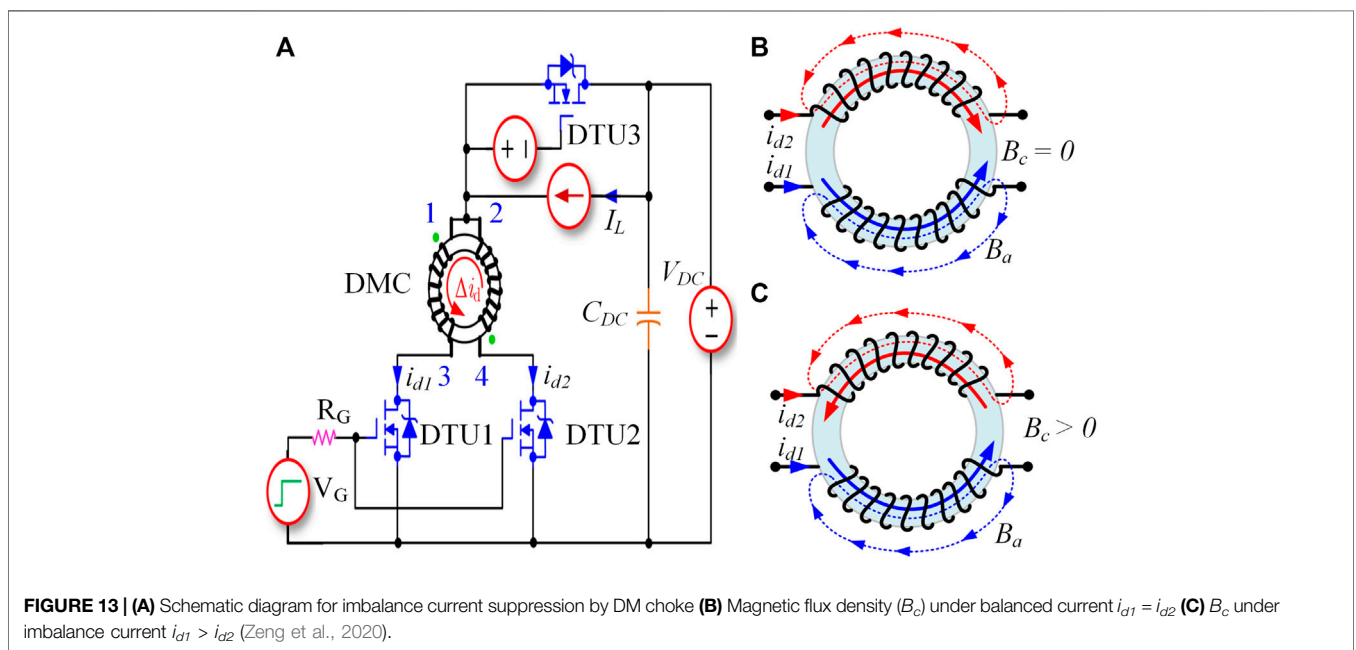 A
DTU3
+ I
I_L
1 2
DMC
Δi_d
C_DC
V_DC
+
−
i_d1 3 4 i_d2
R_G
DTU1 DTU2
V_G
B
i_d2
i_d1
B_c = 0
B_a
C
i_d2
i_d1
B_c > 0
B_a
FIGURE 13 | (A) Schematic diagram for imbalance current suppression by DM choke (B) Magnetic flux density (B_c) under balanced current i_d1 = i_d2 (C) B_c under
imbalance current i_d1 > i_d2 (Zeng et al., 2020).